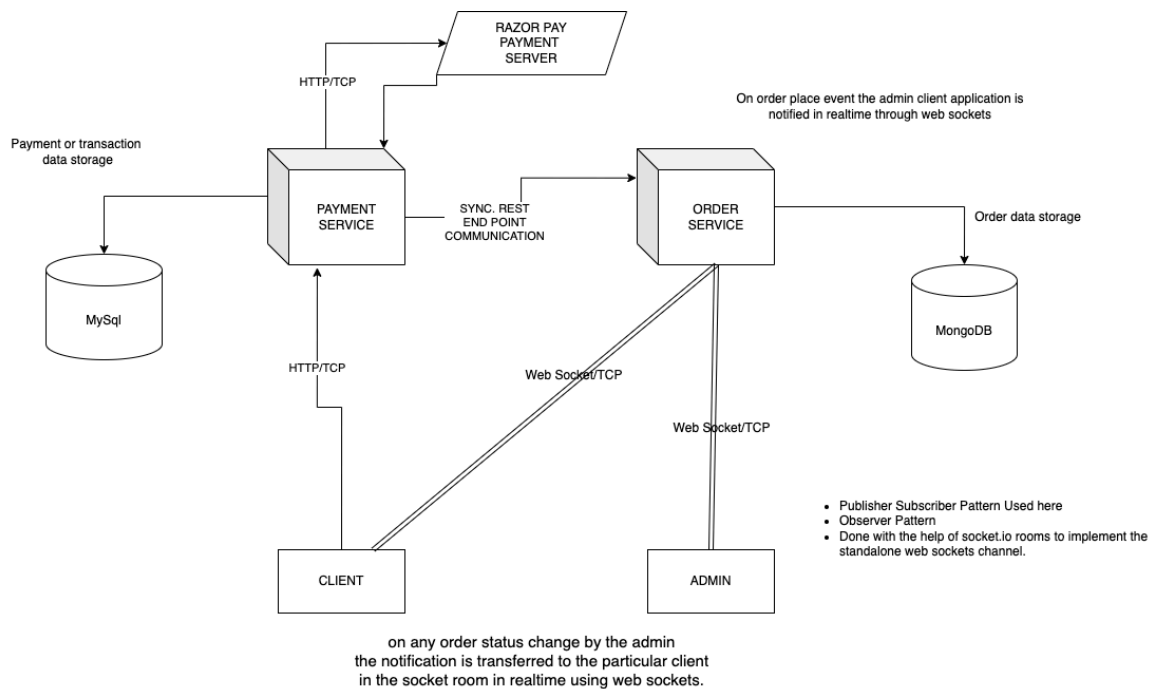 RAZOR PAY
PAYMENT
SERVER
HTTP/TCP
On order place event the admin client application is
notified in realtime through web sockets
Payment or transaction
data storage
PAYMENT
SERVICE
SYNC. REST
END POINT
COMMUNICATION
ORDER
SERVICE
Order data storage
MySql
MongoDB
HTTP/TCP
Web Socket/TCP
Web Socket/TCP
• Publisher Subscriber Pattern Used here
• Observer Pattern
• Done with the help of socket.io rooms to implement the
standalone web sockets channel.
CLIENT
ADMIN
on any order status change by the admin
the notification is transferred to the particular client
in the socket room in realtime using web sockets.